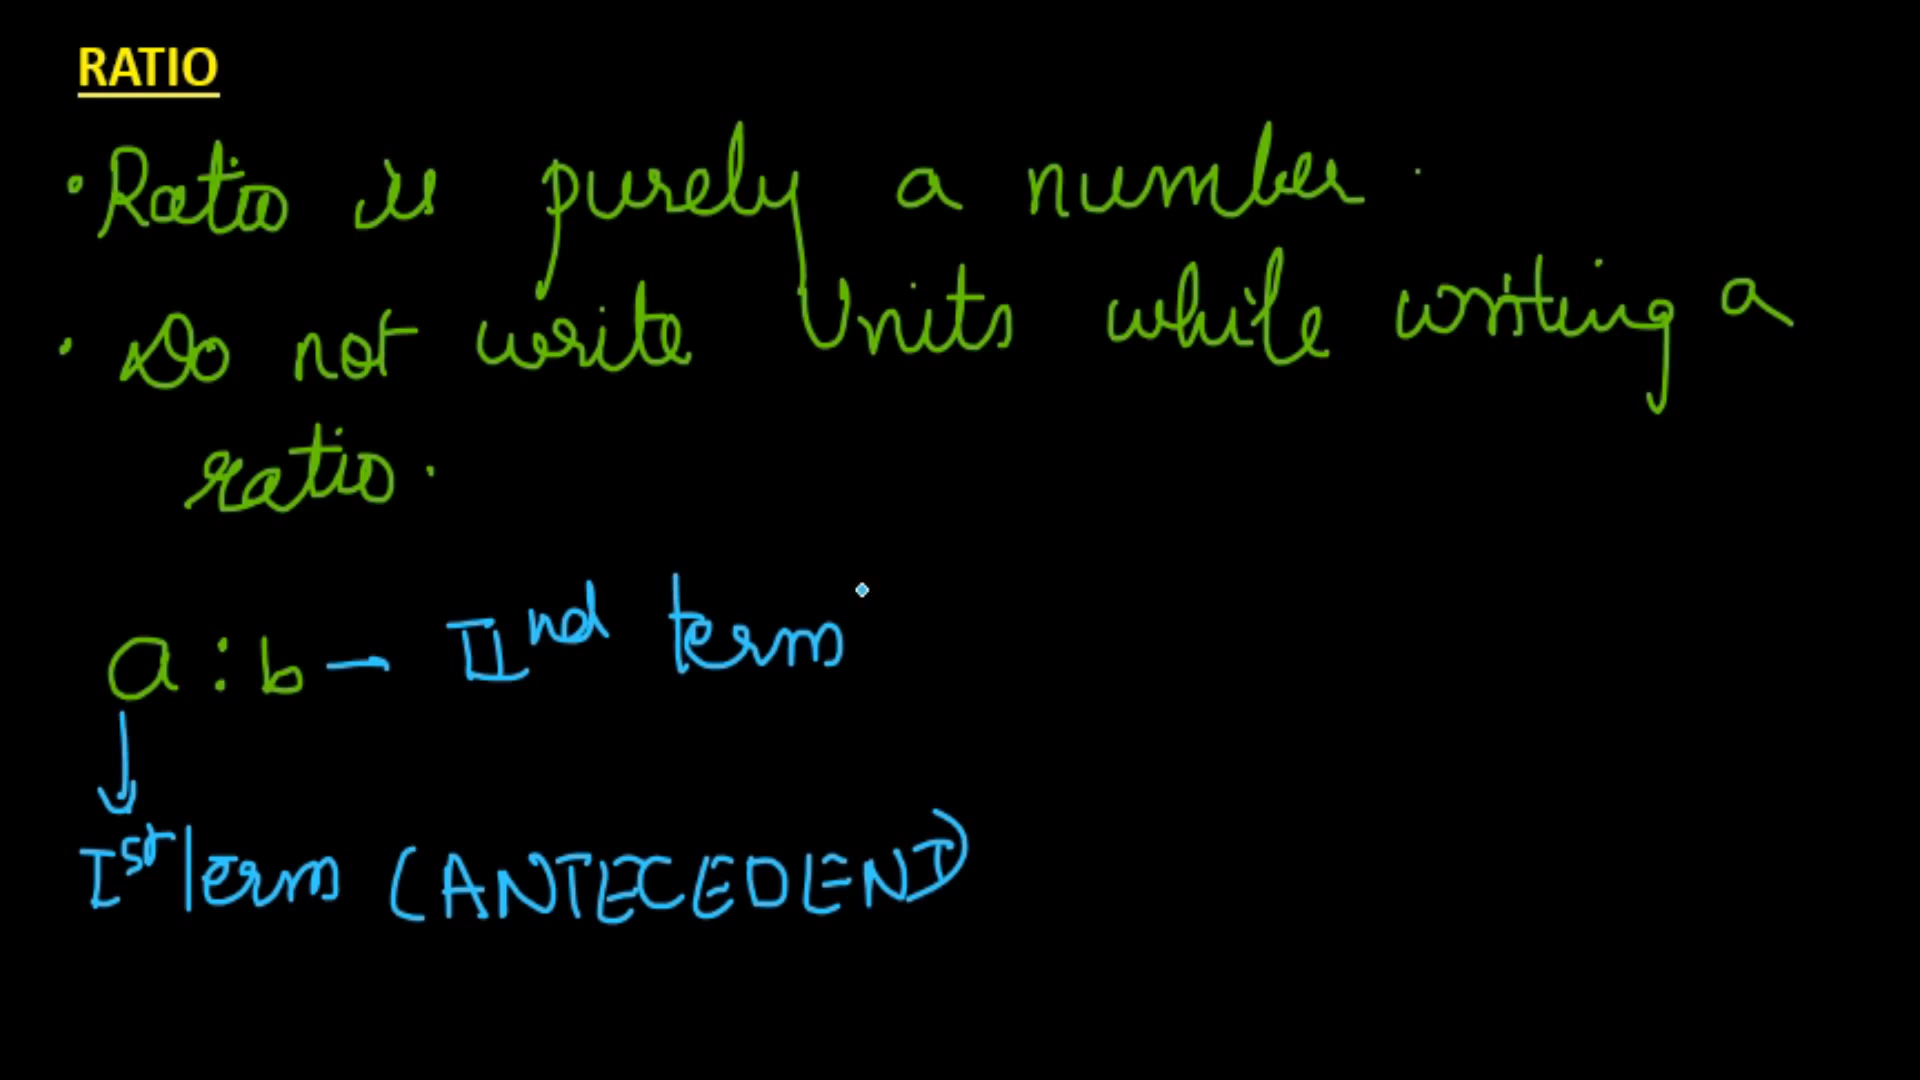 RATIO
• Ratio is purely a number.
• Do not write Units while writing a
ratio.
a : b – IInd term
Ist Term (ANTECEDENT)